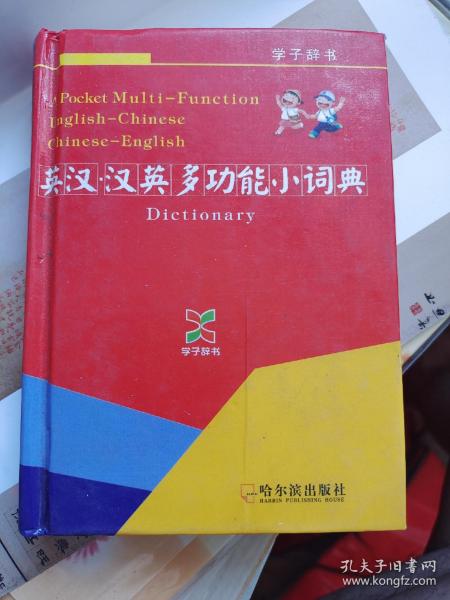 学子辞书
A Pocket Multi-Function
English-Chinese
Chinese-English
英汉·汉英多功能小词典
Dictionary
学子辞书
哈尔滨出版社
HARBIN PUBLISHING HOUSE
孔夫子旧书网
www.kongfz.com